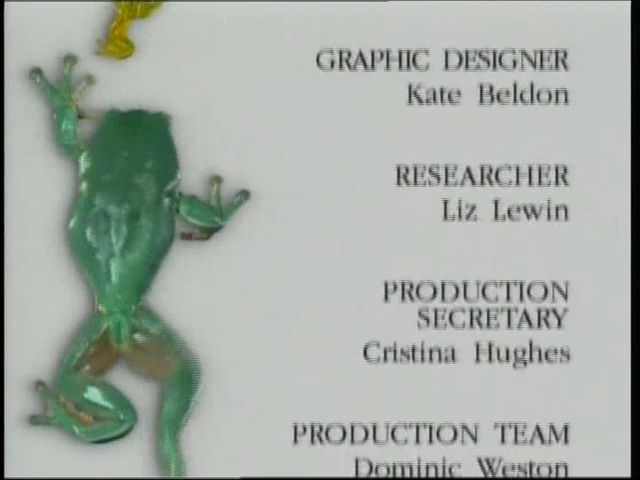 GRAPHIC DESIGNER
Kate Beldon
RESEARCHER
Liz Lewin
PRODUCTION
SECRETARY
Cristina Hughes
PRODUCTION TEAM
Dominic Weston